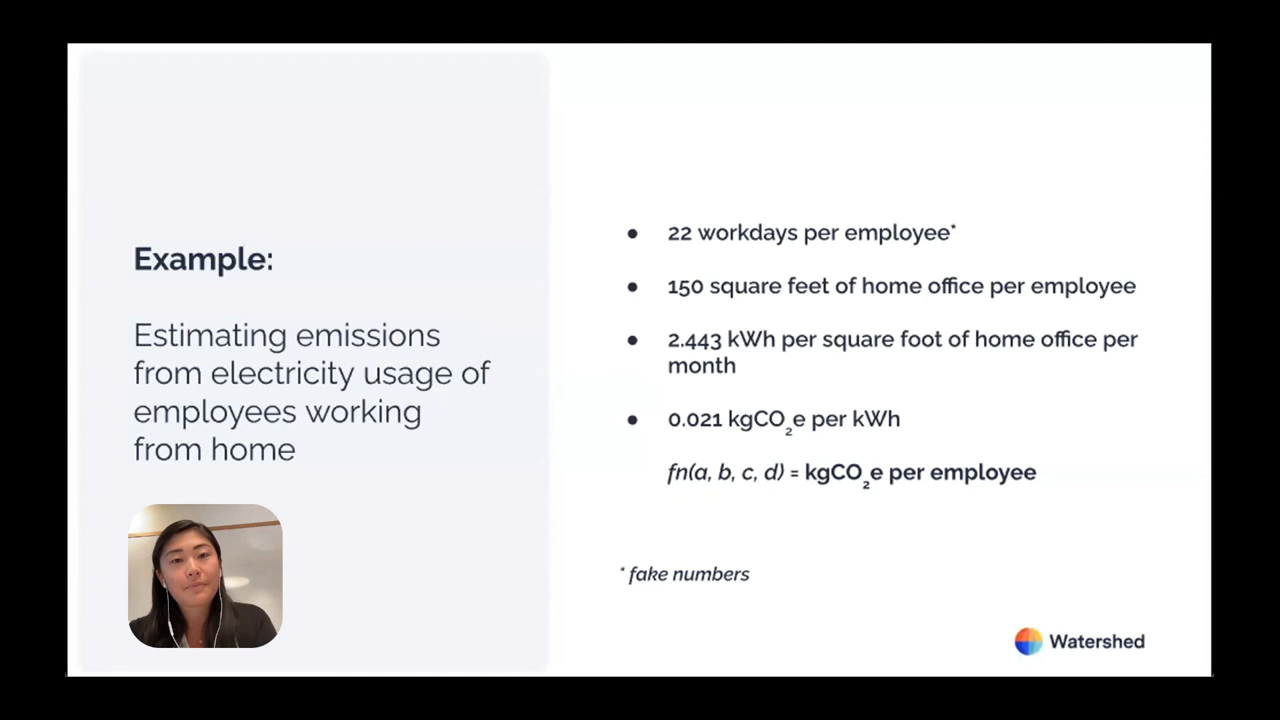 Example:
Estimating emissions
from electricity usage of
employees working
from home
● 22 workdays per employee*
● 150 square feet of home office per employee
● 2.443 kWh per square foot of home office per
month
● 0.021 kgCO₂e per kWh
fn(a, b, c, d) = kgCO₂e per employee
* fake numbers
Watershed